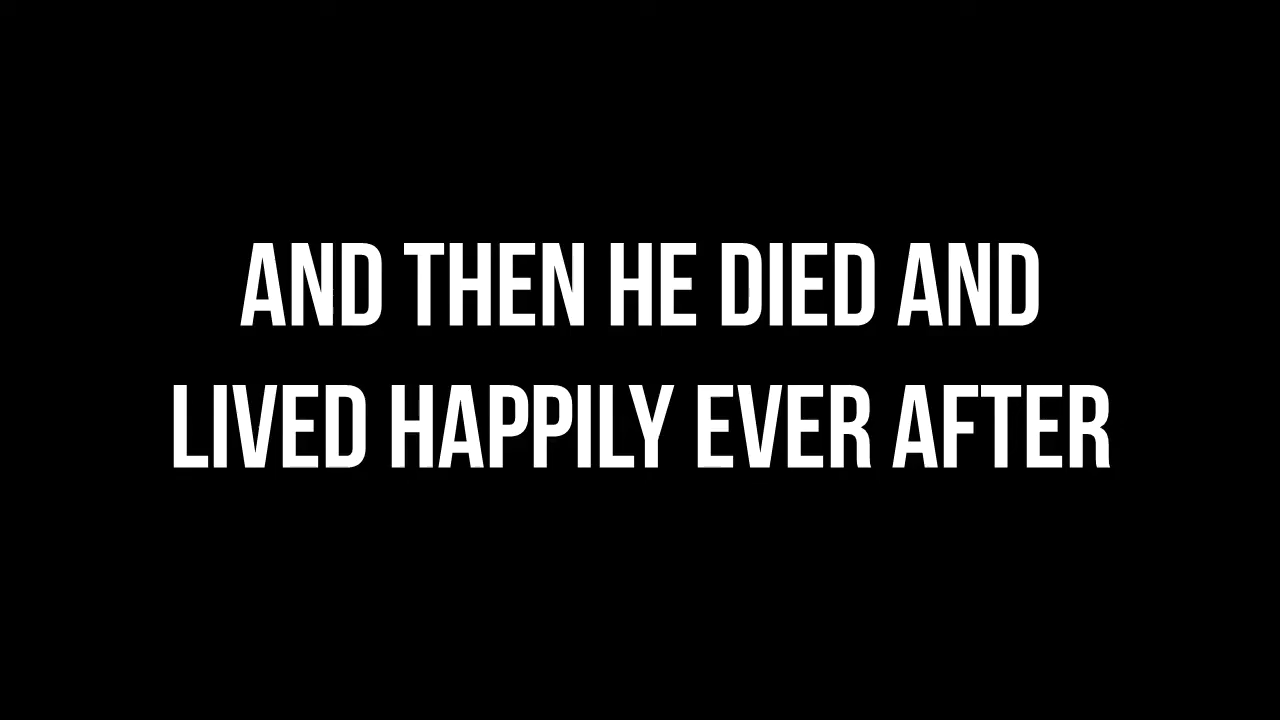 AND THEN HE DIED AND
LIVED HAPPILY EVER AFTER